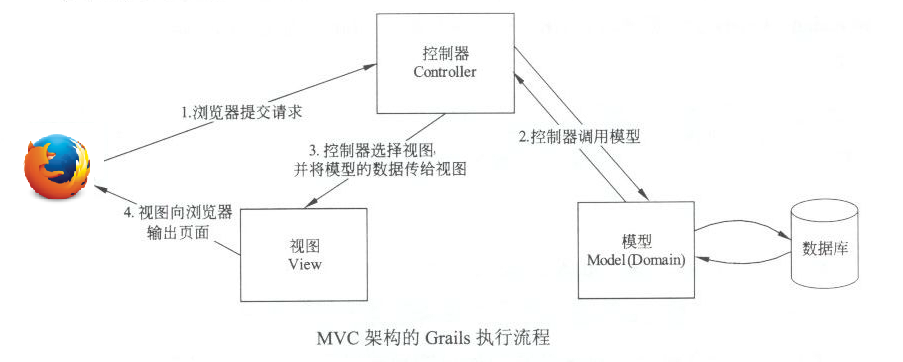 控制器
Controller
1.浏览器提交请求
2.控制器调用模型
3. 控制器选择视图,
并将模型的数据传给视图
4. 视图向浏览器
输出页面
视图
View
模型
Model(Domain)
数据库
MVC 架构的 Grails 执行流程